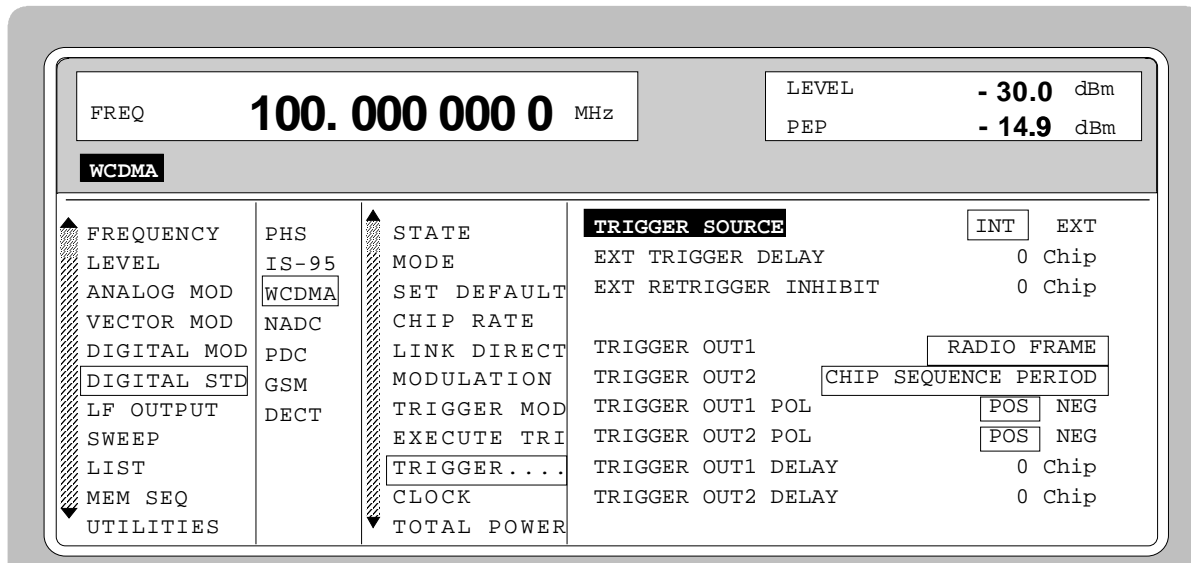 FREQ 100. 000 000 0 MHz
LEVEL - 30.0 dBm
PEP - 14.9 dBm
WCDMA
FREQUENCY
LEVEL
ANALOG MOD
VECTOR MOD
DIGITAL MOD
DIGITAL STD
LF OUTPUT
SWEEP
LIST
MEM SEQ
UTILITIES
PHS
IS-95
WCDMA
NADC
PDC
GSM
DECT
STATE
MODE
SET DEFAULT
CHIP RATE
LINK DIRECT
MODULATION
TRIGGER MOD
EXECUTE TRI
TRIGGER....
CLOCK
TOTAL POWER
TRIGGER SOURCE INT EXT
EXT TRIGGER DELAY 0 Chip
EXT RETRIGGER INHIBIT 0 Chip
TRIGGER OUT1 RADIO FRAME
TRIGGER OUT2 CHIP SEQUENCE PERIOD
TRIGGER OUT1 POL POS NEG
TRIGGER OUT2 POL POS NEG
TRIGGER OUT1 DELAY 0 Chip
TRIGGER OUT2 DELAY 0 Chip